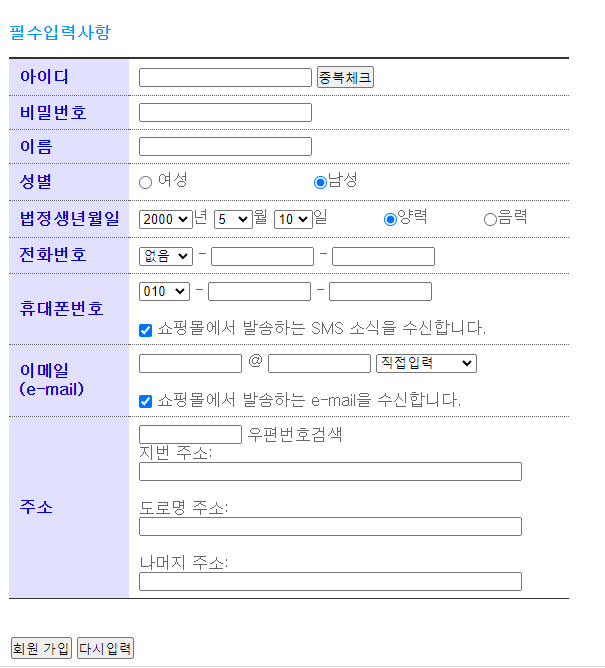 필수입력사항
아이디 중복체크
비밀번호
이름
성별 여성 남성
법정생년월일 2000 년 5 월 10 일 양력 음력
전화번호 없음 - -
휴대폰번호 010 - -
쇼핑몰에서 발송하는 SMS 소식을 수신합니다.
이메일
(e-mail) @ 직접입력
쇼핑몰에서 발송하는 e-mail을 수신합니다.
주소 우편번호검색
지번 주소:
도로명 주소:
나머지 주소:
회원 가입 다시입력